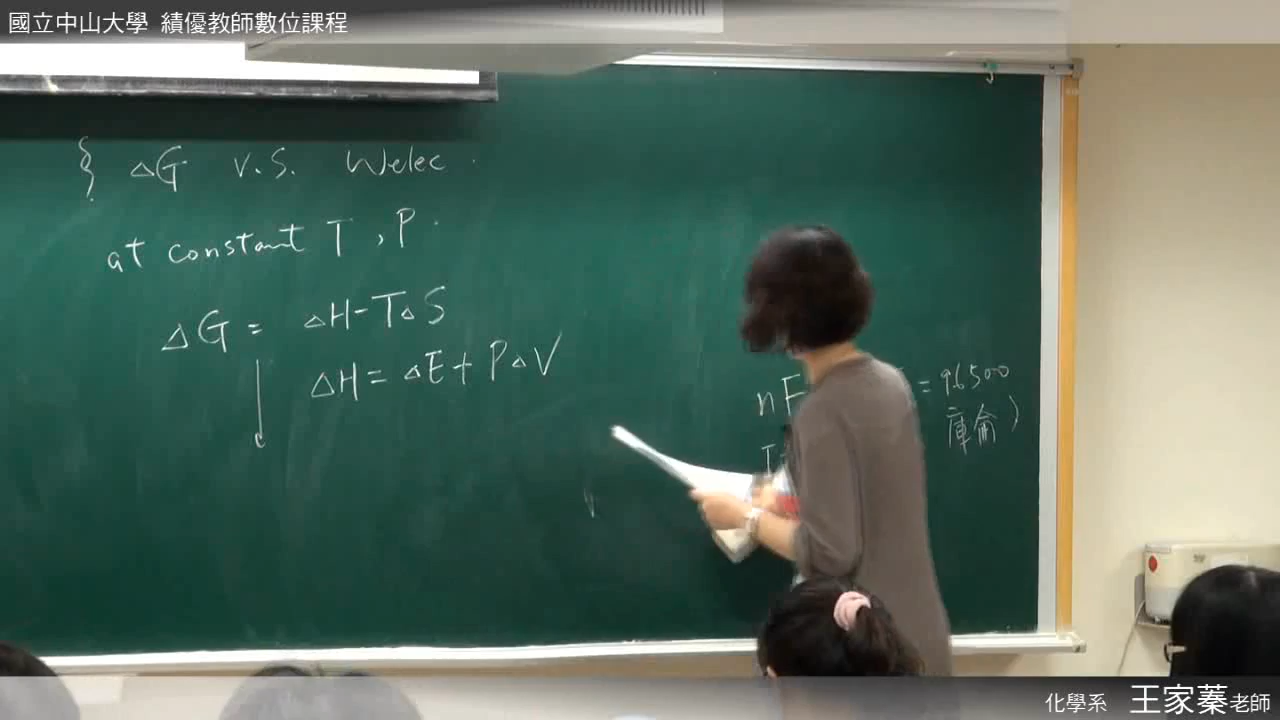 國立中山大學 績優教師數位課程
§ ΔG v.s. Welec.
at constant T, P.
ΔG = ΔH-TΔS
ΔH = ΔE + PΔV
nF = 96500
庫侖)
化學系 王家蓁老師